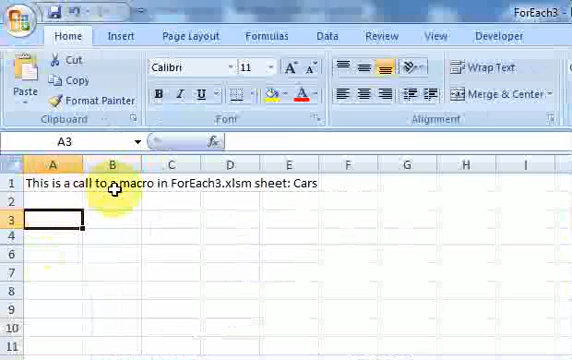 ForEach3 -
Home Insert Page Layout Formulas Data Review View Developer
Cut Calibri 11 A A Wrap Text
Copy
Paste Format Painter B I U A Merge & Center
Clipboard Font Alignment
A3 fx
A B C D E F G H I
1 This is a call to a macro in ForEach3.xlsm sheet: Cars
2
3
4
6
7
8
9
10
11